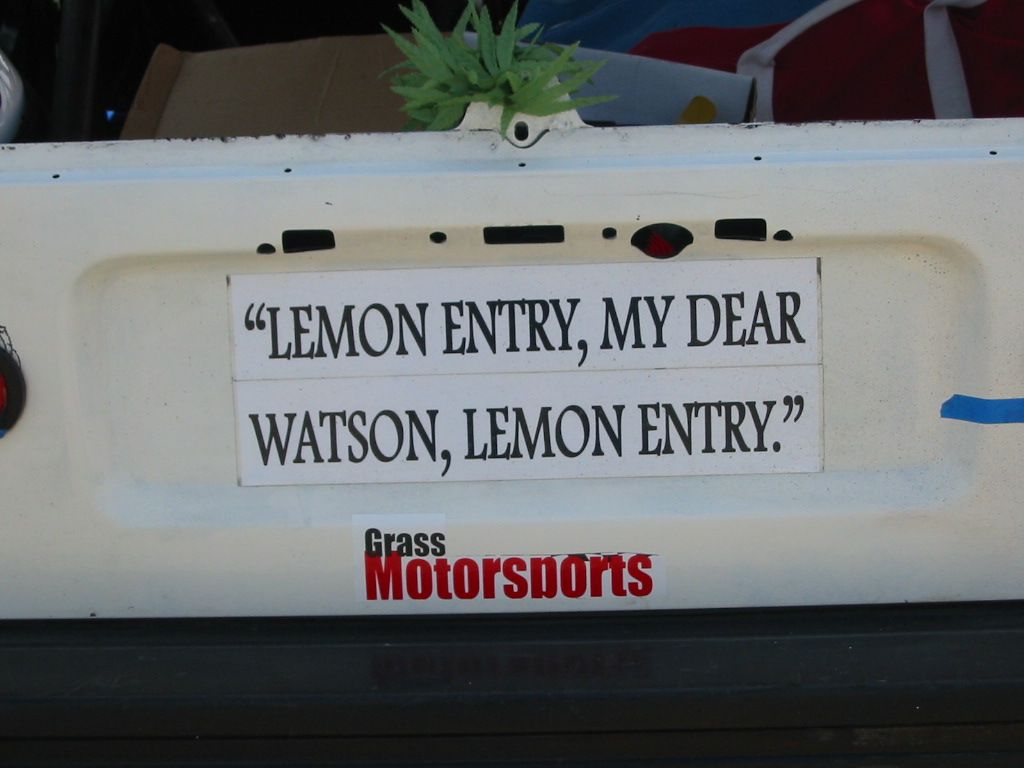 “LEMON ENTRY, MY DEAR
WATSON, LEMON ENTRY.”
Grass
Motorsports